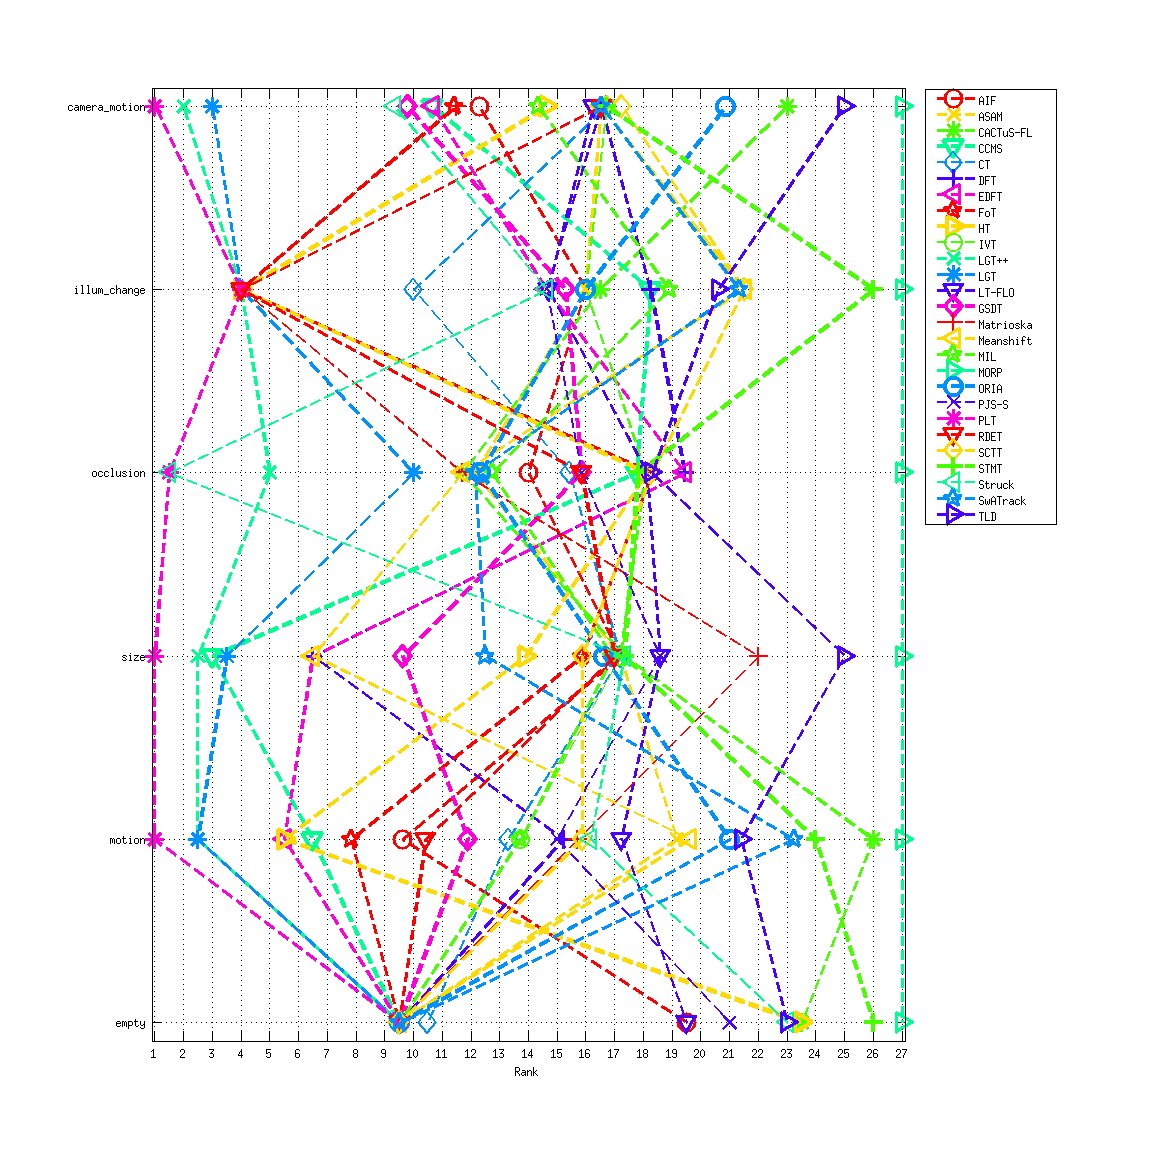 camera_motion
illum_change
occlusion
size
motion
empty
1 2 3 4 5 6 7 8 9 10 11 12 13 14 15 16 17 18 19 20 21 22 23 24 25 26 27
Rank
AIF
ASAM
CACTuS-FL
CCMS
CT
DFT
EDFT
FoT
HT
IVT
LGT++
LGT
LT-FLO
GSDT
Matrioska
Meanshift
MIL
MORP
ORIA
PJS-S
PLT
RDET
SCTT
STMT
Struck
SwATrack
TLD